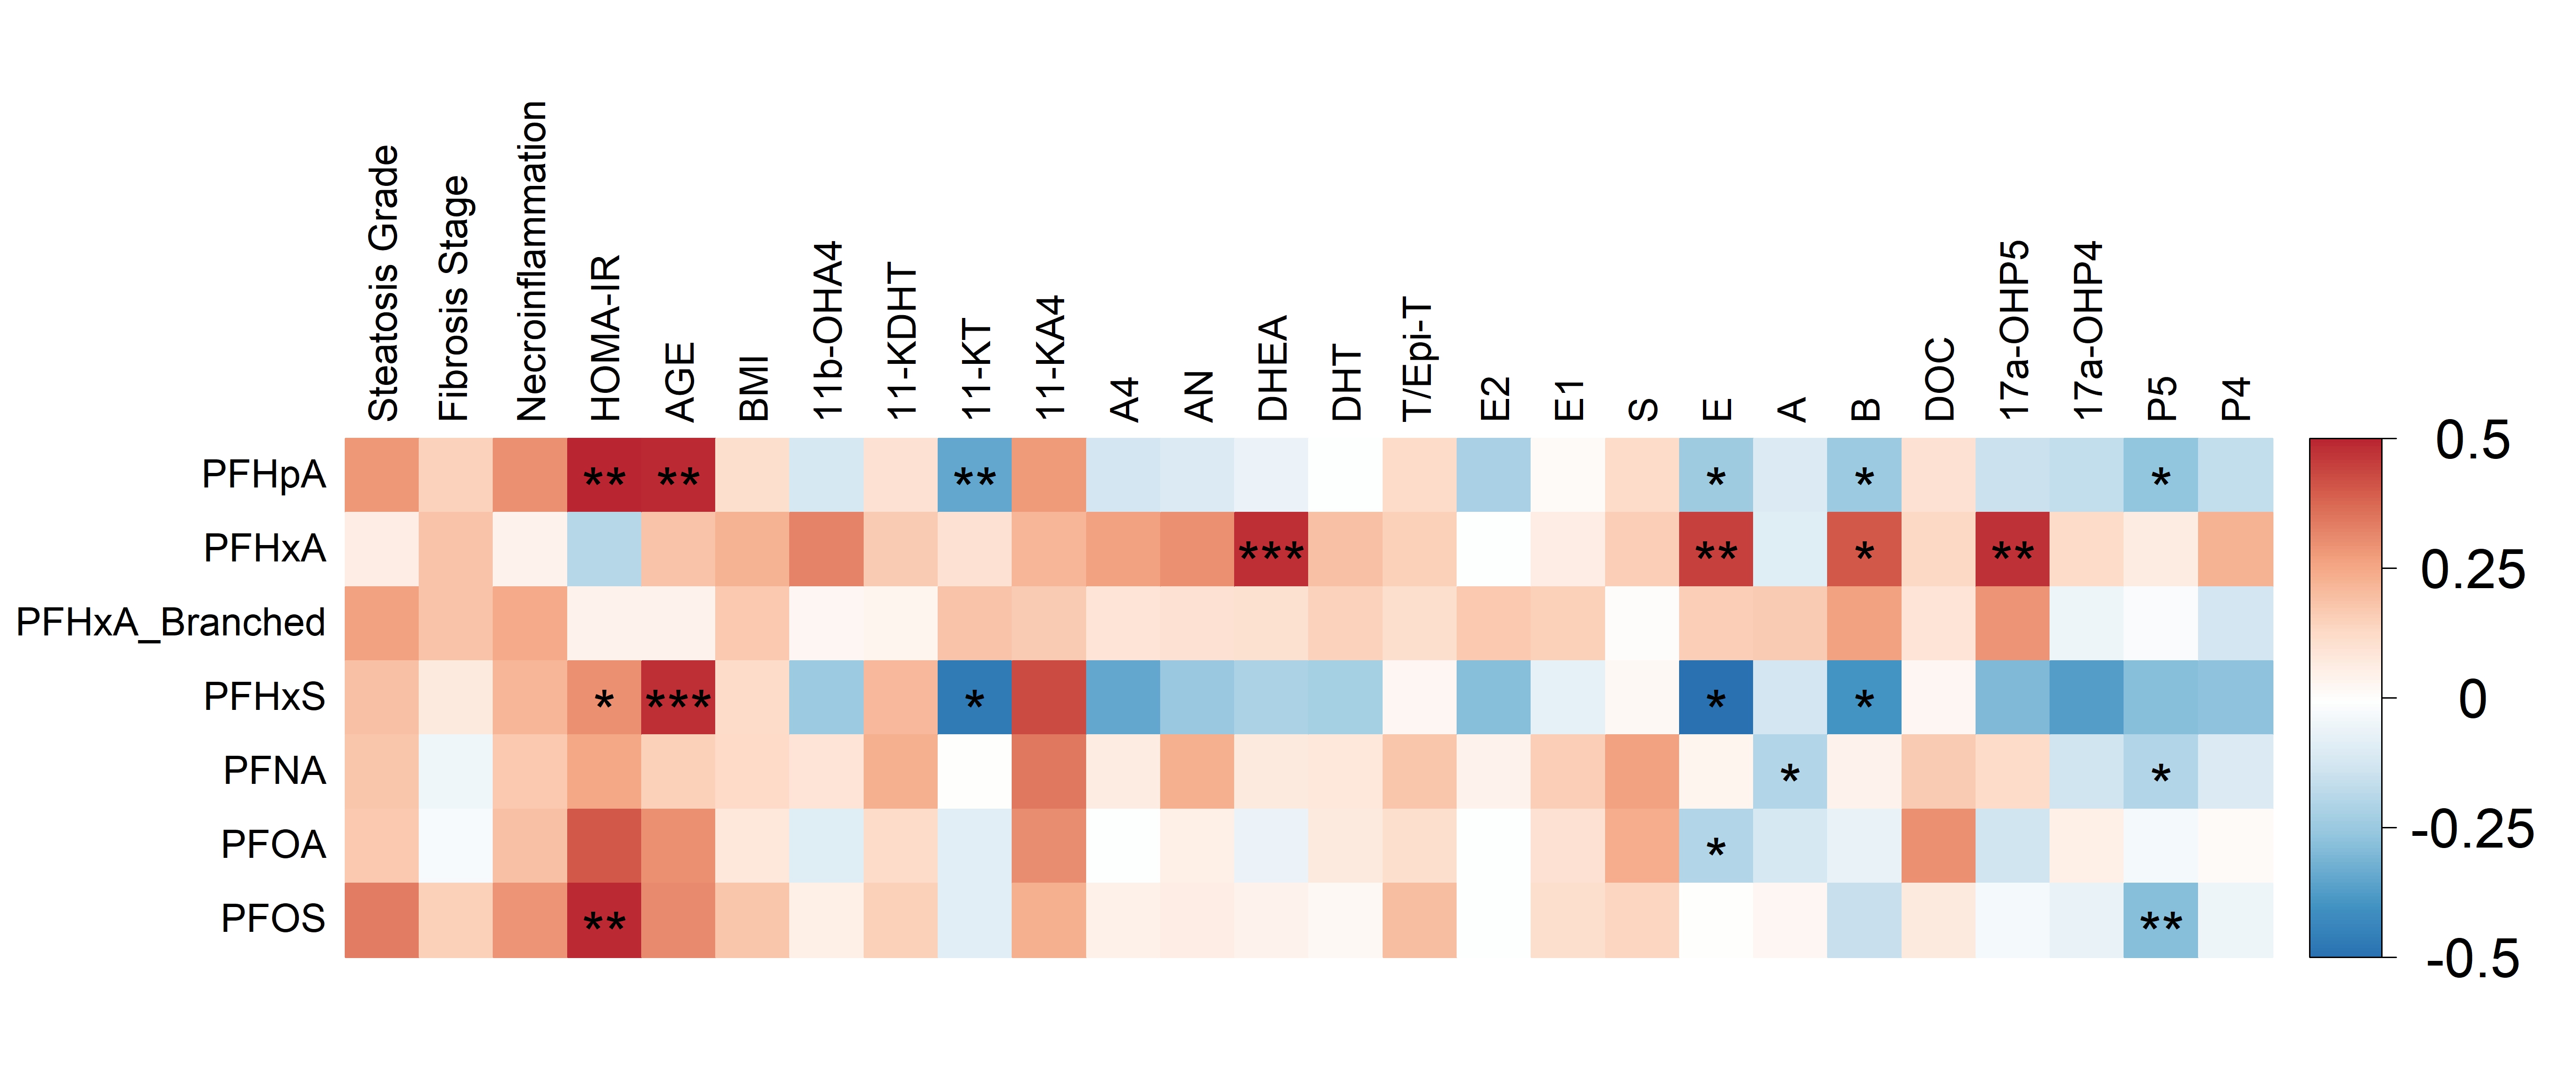 Steatosis Grade
Fibrosis Stage
Necroinflammation
HOMA-IR
AGE
BMI
11b-OHA4
11-KDHT
11-KT
11-KA4
A4
AN
DHEA
DHT
T/Epi-T
E2
E1
S
E
A
B
DOC
17a-OHP5
17a-OHP4
P5
P4
PFHpA ** ** ** * * *
PFHxA *** ** * **
PFHxA_Branched
PFHxS * *** * * *
PFNA * *
PFOA *
PFOS ** **
0.5
0.25
0
-0.25
-0.5